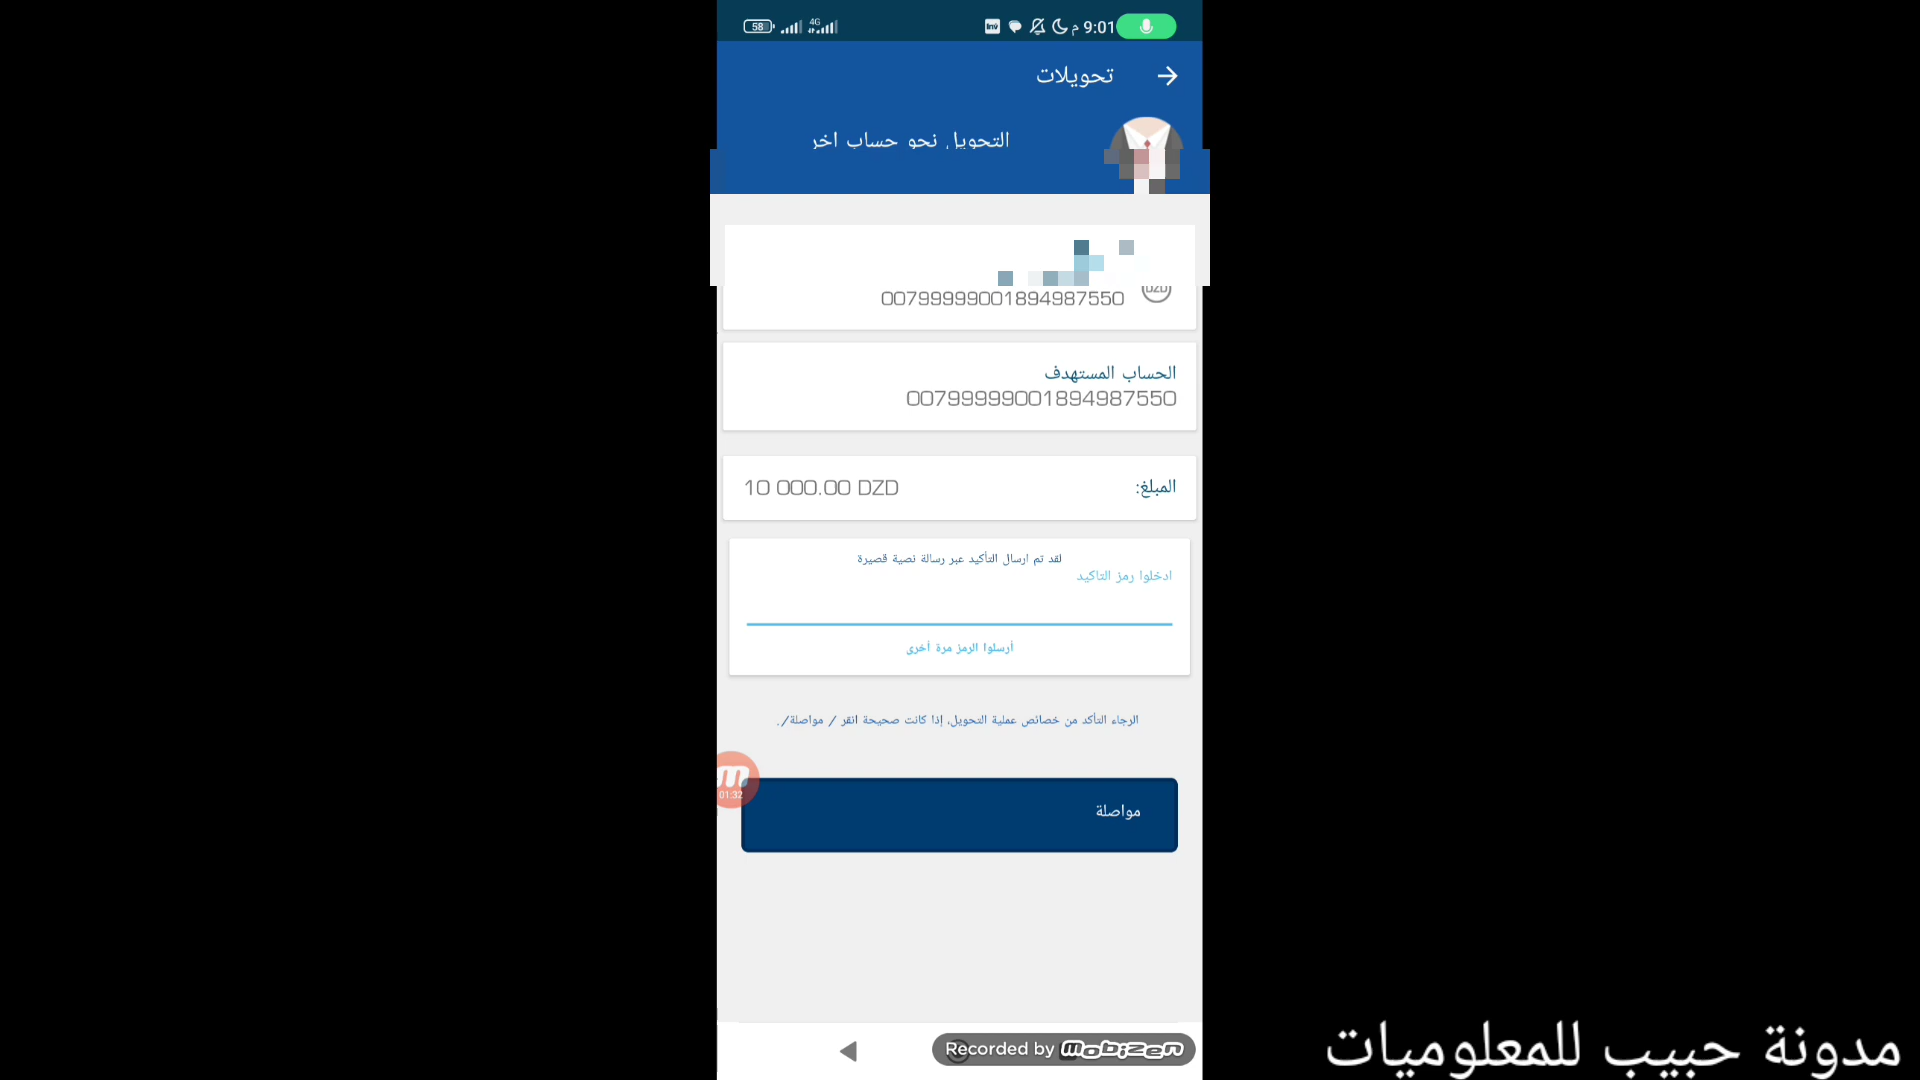 58 4G 9:01 م
تحويلات
التحويل نحو حساب اخر
00799999001894987550
DZD
الحساب المستهدف
00799999001894987550
المبلغ: 10 000.00 DZD
لقد تم ارسال التأكيد عبر رسالة نصية قصيرة
ادخلوا رمز التاكيد
أرسلوا الرمز مرة أخرى
الرجاء التأكد من خصائص عملية التحويل، إذا كانت صحيحة انقر / مواصلة/.
01:32
مواصلة
Recorded by mobizen
مدونة حبيب للمعلوميات